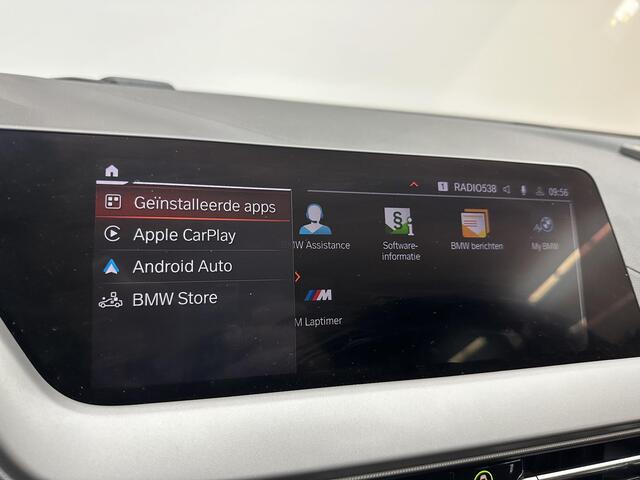 1 RADIO538 09:56
Geïnstalleerde apps
Apple CarPlay
Android Auto
BMW Store
W Assistance
Software-
informatie
BMW berichten
My BMW
M
M Laptimer